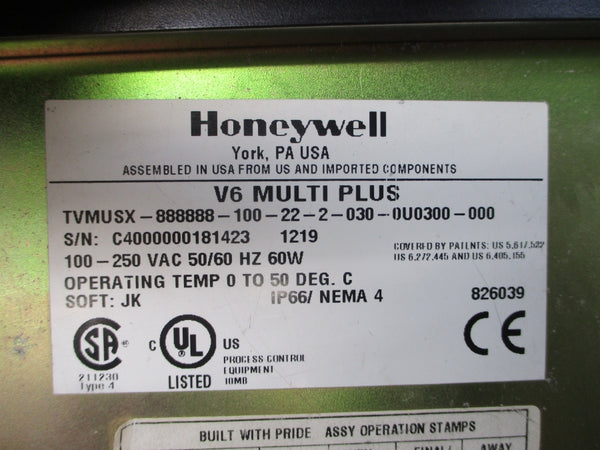 Honeywell
York, PA USA
ASSEMBLED IN USA FROM US AND IMPORTED COMPONENTS
V6 MULTI PLUS
TVMUSX-888888-100-22-2-030-0U0300-000
S/N: C4000000181423 1219
100-250 VAC 50/60 HZ 60W
COVERED BY PATENTS: US 5,647,522
US 6,272,445 AND US 6,405,155
OPERATING TEMP 0 TO 50 DEG. C
SOFT: JK IP66/ NEMA 4 826039
SA
211230
Type 4
C UL US
LISTED
PROCESS CONTROL
EQUIPMENT
10MB
CE
BUILT WITH PRIDE ASSY OPERATION STAMPS
FINAL/ AWAY